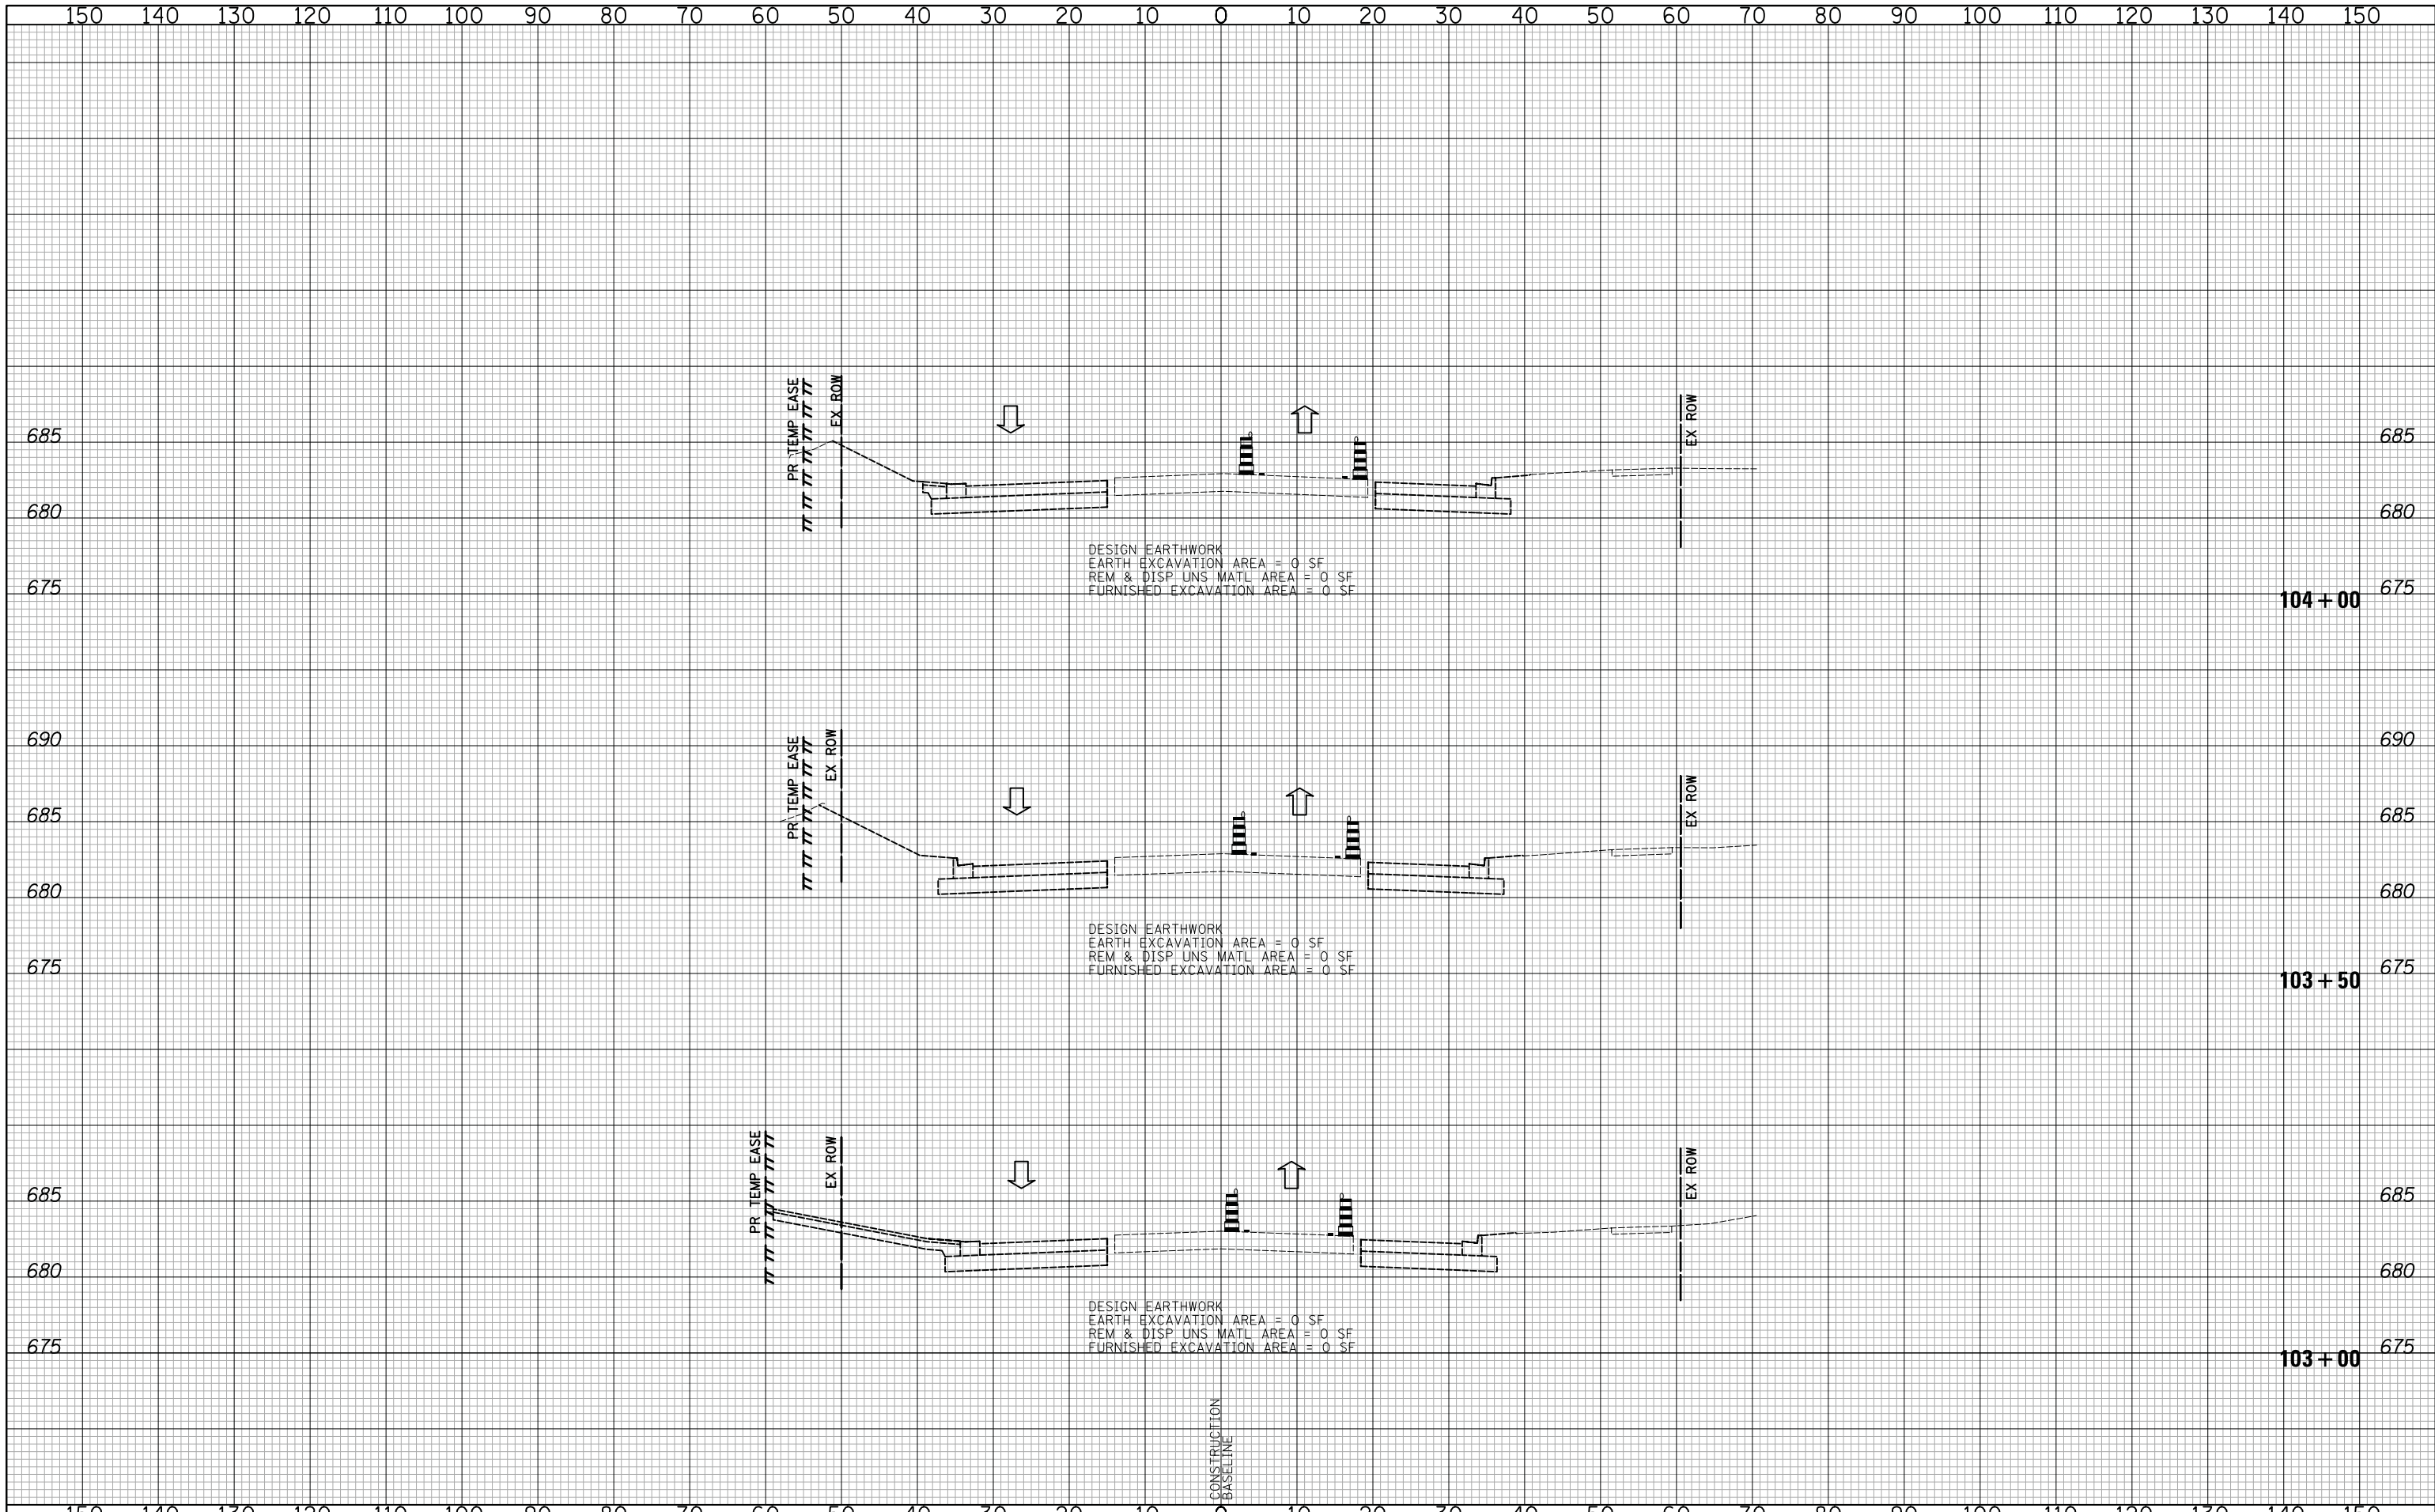 150 140 130 120 110 100 90 80 70 60 50 40 30 20 10 0 10 20 30 40 50 60 70 80 90 100 110 120 130 140 150
PR TEMP EASE
EX ROW
EX ROW
685 685
680 680
DESIGN EARTHWORK
EARTH EXCAVATION AREA = 0 SF
REM & DISP UNS MATL AREA = 0 SF
FURNISHED EXCAVATION AREA = 0 SF
675 675
104+00
690 690
PR TEMP EASE
EX ROW
EX ROW
685 685
680 680
DESIGN EARTHWORK
EARTH EXCAVATION AREA = 0 SF
REM & DISP UNS MATL AREA = 0 SF
FURNISHED EXCAVATION AREA = 0 SF
675 675
103+50
PR TEMP EASE
EX ROW
EX ROW
685 685
680 680
DESIGN EARTHWORK
EARTH EXCAVATION AREA = 0 SF
REM & DISP UNS MATL AREA = 0 SF
FURNISHED EXCAVATION AREA = 0 SF
675 675
103+00
CONSTRUCTION
BASELINE
150 140 130 120 110 100 90 80 70 60 50 40 30 20 10 0 10 20 30 40 50 60 70 80 90 100 110 120 130 140 150